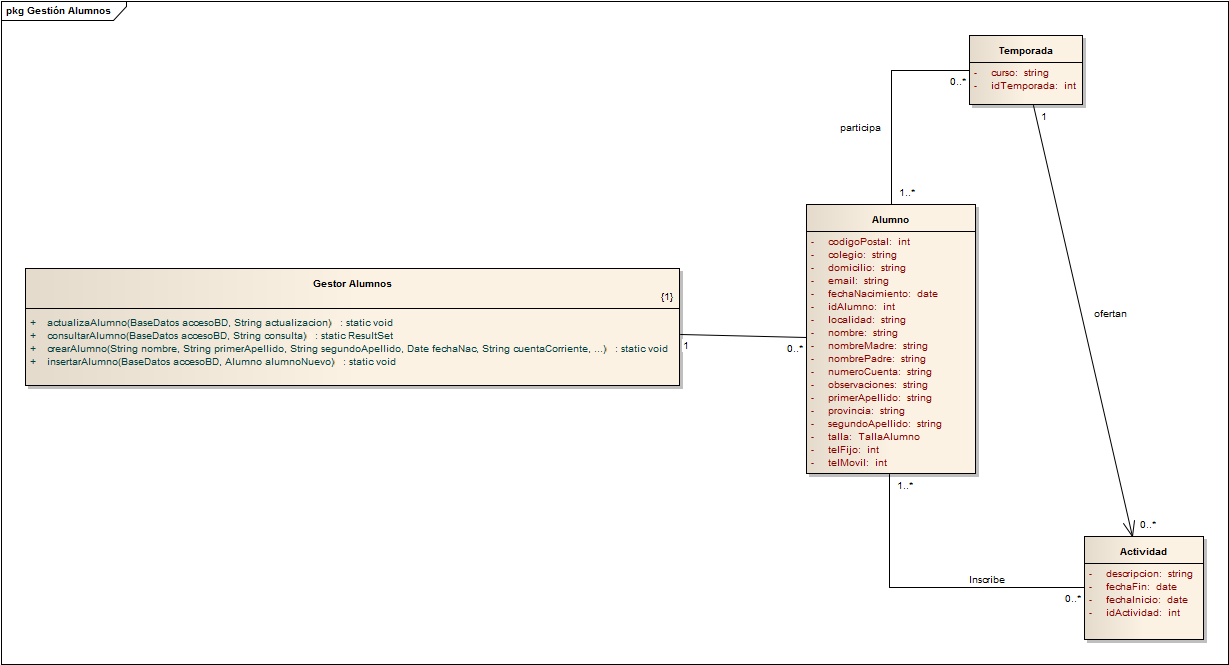 pkg Gestión Alumnos
Temporada
- curso: string
- idTemporada: int
0..*
1
participa
1..*
Alumno
- codigoPostal: int
- colegio: string
- domicilio: string
- email: string
- fechaNacimiento: date
- idAlumno: int
- localidad: string
- nombre: string
- nombreMadre: string
- nombrePadre: string
- numeroCuenta: string
- observaciones: string
- primerApellido: string
- provincia: string
- segundoApellido: string
- talla: TallaAlumno
- telFijo: int
- telMovil: int
Gestor Alumnos
{1}
+ actualizaAlumno(BaseDatos accesoBD, String actualizacion) : static void
+ consultarAlumno(BaseDatos accesoBD, String consulta) : static ResultSet
+ crearAlumno(String nombre, String primerApellido, String segundoApellido, Date fechaNac, String cuentaCorriente, ...) : static void
+ insertarAlumno(BaseDatos accesoBD, Alumno alumnoNuevo) : static void
1
0..*
ofertan
1..*
0..*
Actividad
- descripcion: string
- fechaFin: date
- fechaInicio: date
- idActividad: int
Inscribe
0..*